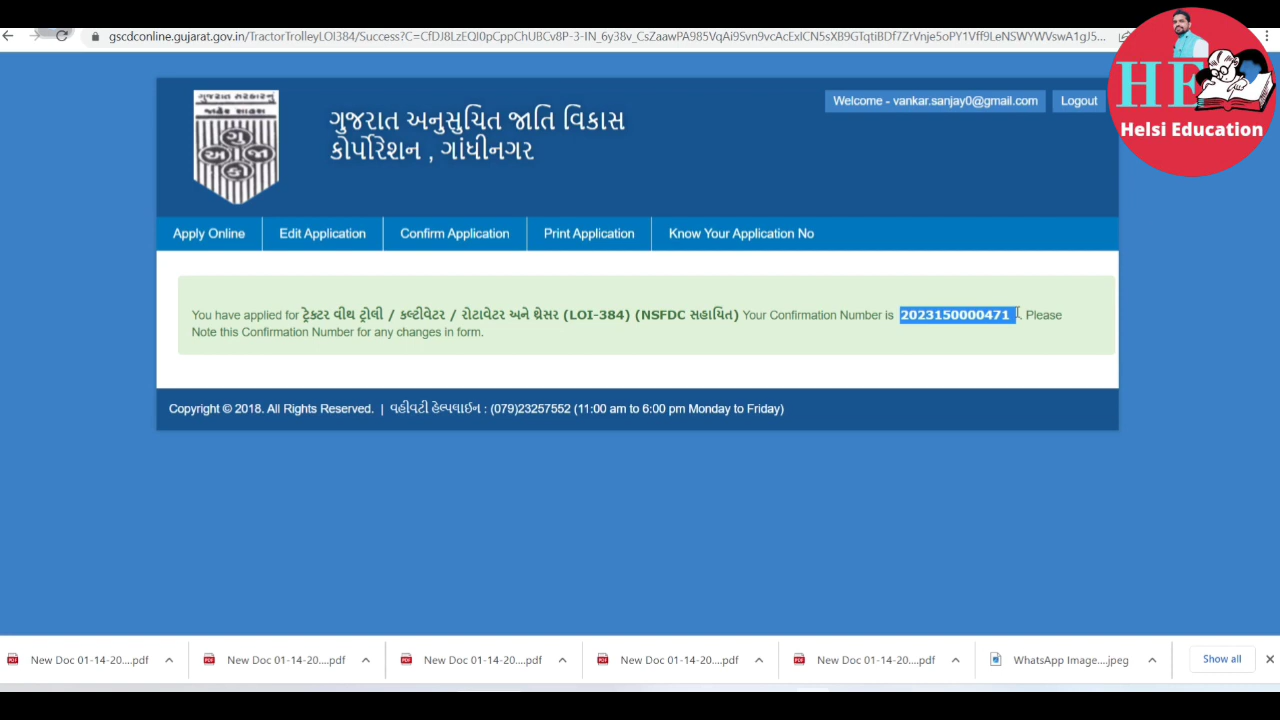 gscdconline.gujarat.gov.in/TractorTrolleyLOI384/Success?
HE
Helsi Education
ગુજરાત સરકારનું
ગુજરાત અનુસુચિત જાતિ વિકાસ
કોર્પોરેશન , ગાંધીનગર
Welcome - vankar.sanjay0@gmail.com
Logout
Apply Online
Edit Application
Confirm Application
Print Application
Know Your Application No
You have applied for ટ્રેક્ટર વીથ ટ્રોલી / કલ્ટીવેટર / રોટાવેટર અને થ્રેસર (LOI-384) (NSFDC સહાયિત) Your Confirmation Number is 2023150000471 Please
Note this Confirmation Number for any changes in form.
Copyright © 2018. All Rights Reserved. | વહીવટી હેલ્પલાઈન : (079)23257552 (11:00 am to 6:00 pm Monday to Friday)
New Doc 01-14-20....pdf
New Doc 01-14-20....pdf
New Doc 01-14-20....pdf
New Doc 01-14-20....pdf
New Doc 01-14-20....pdf
WhatsApp Image....jpeg
Show all